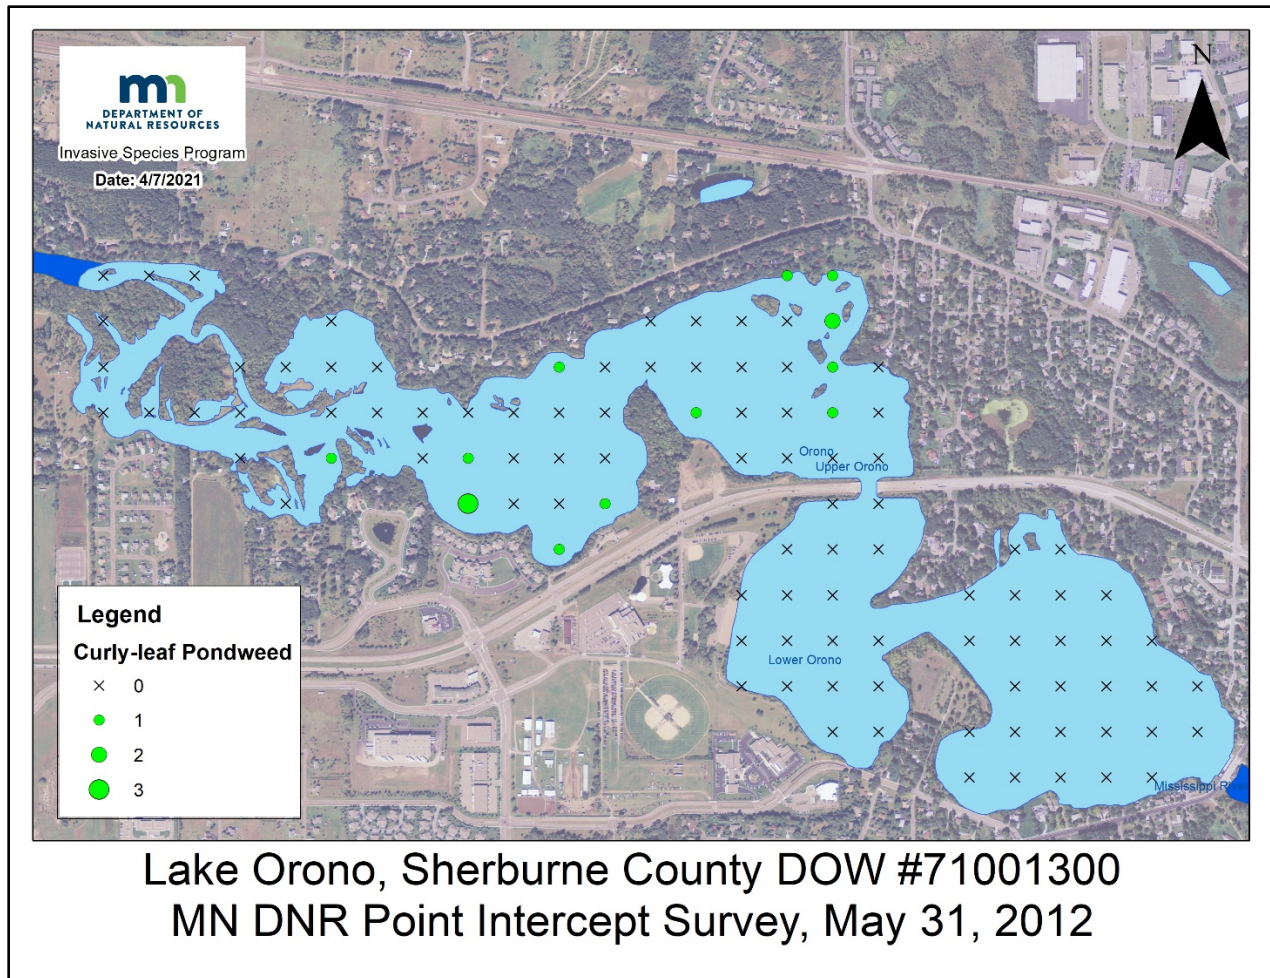 DEPARTMENT OF
NATURAL RESOURCES
Invasive Species Program
Date: 4/7/2021
N
Orono
Upper Orono
Lower Orono
Mississippi River
Legend
Curly-leaf Pondweed
0
1
2
3
Lake Orono, Sherburne County DOW #71001300
MN DNR Point Intercept Survey, May 31, 2012